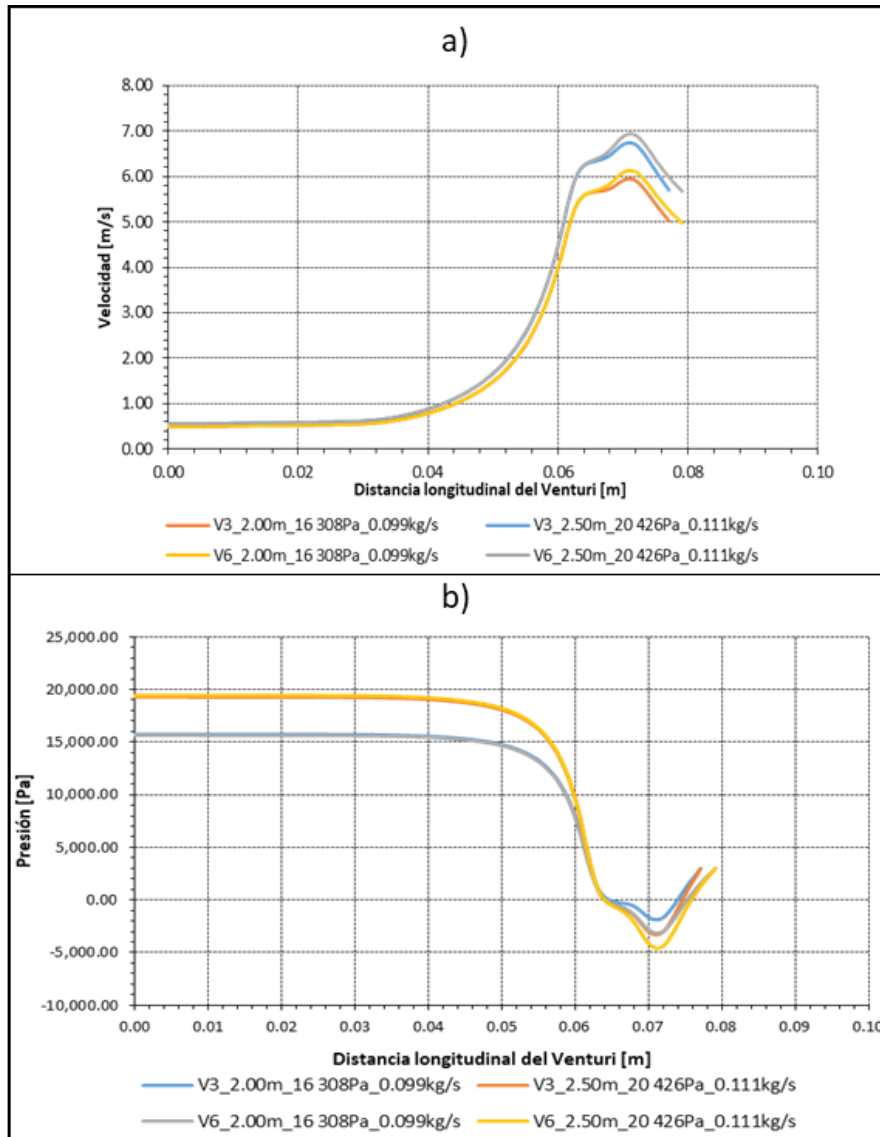 a)
8.00
7.00
6.00
5.00
4.00
3.00
2.00
1.00
0.00
Velocidad [m/s]
0.00 0.02 0.04 0.06 0.08 0.10
Distancia longitudinal del Venturi [m]
V3_2.00m_16 308Pa_0.099kg/s V3_2.50m_20 426Pa_0.111kg/s
V6_2.00m_16 308Pa_0.099kg/s V6_2.50m_20 426Pa_0.111kg/s
b)
25,000.00
20,000.00
15,000.00
10,000.00
5,000.00
0.00
-5,000.00
-10,000.00
Presión [Pa]
0.00 0.01 0.02 0.03 0.04 0.05 0.06 0.07 0.08 0.09 0.10
Distancia longitudinal del Venturi [m]
V3_2.00m_16 308Pa_0.099kg/s V3_2.50m_20 426Pa_0.111kg/s
V6_2.00m_16 308Pa_0.099kg/s V6_2.50m_20 426Pa_0.111kg/s